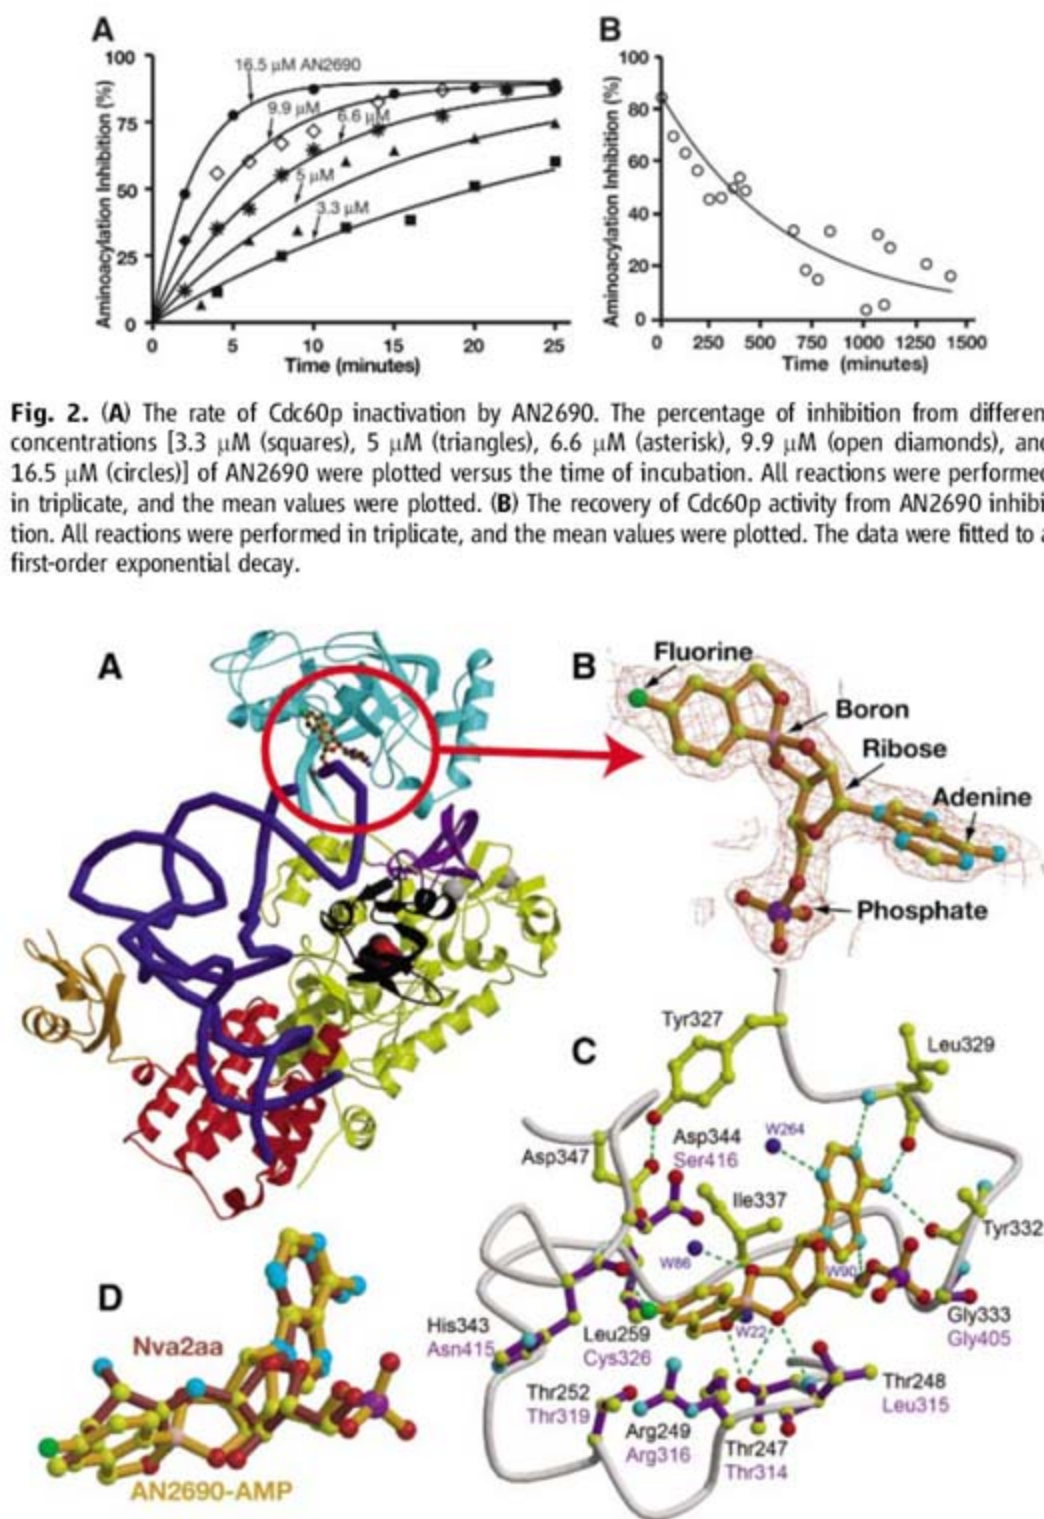 A
B
100
75
50
25
0
Aminoacylation Inhibition (%)
16.5 µM AN2690
9.9 µM
6.6 µM
5 µM
3.3 µM
0 5 10 15 20 25
Time (minutes)
100
80
60
40
20
0
Aminoacylation Inhibition (%)
0 250 500 750 1000 1250 1500
Time (minutes)
Fig. 2. (A) The rate of Cdc60p inactivation by AN2690. The percentage of inhibition from differen
concentrations [3.3 µM (squares), 5 µM (triangles), 6.6 µM (asterisk), 9.9 µM (open diamonds), and
16.5 µM (circles)] of AN2690 were plotted versus the time of incubation. All reactions were performed
in triplicate, and the mean values were plotted. (B) The recovery of Cdc60p activity from AN2690 inhibi-
tion. All reactions were performed in triplicate, and the mean values were plotted. The data were fitted to a
first-order exponential decay.
A
B
Fluorine
Boron
Ribose
Adenine
Phosphate
C
Tyr327
Leu329
W264
Asp344
Ser416
Asp347
Ile337
Tyr332
W86
W90
W22
Gly333
Gly405
His343
Asn415
Leu259
Cys326
Thr248
Leu315
Thr252
Thr319
Arg249
Arg316
Thr247
Thr314
D
Nva2aa
AN2690-AMP